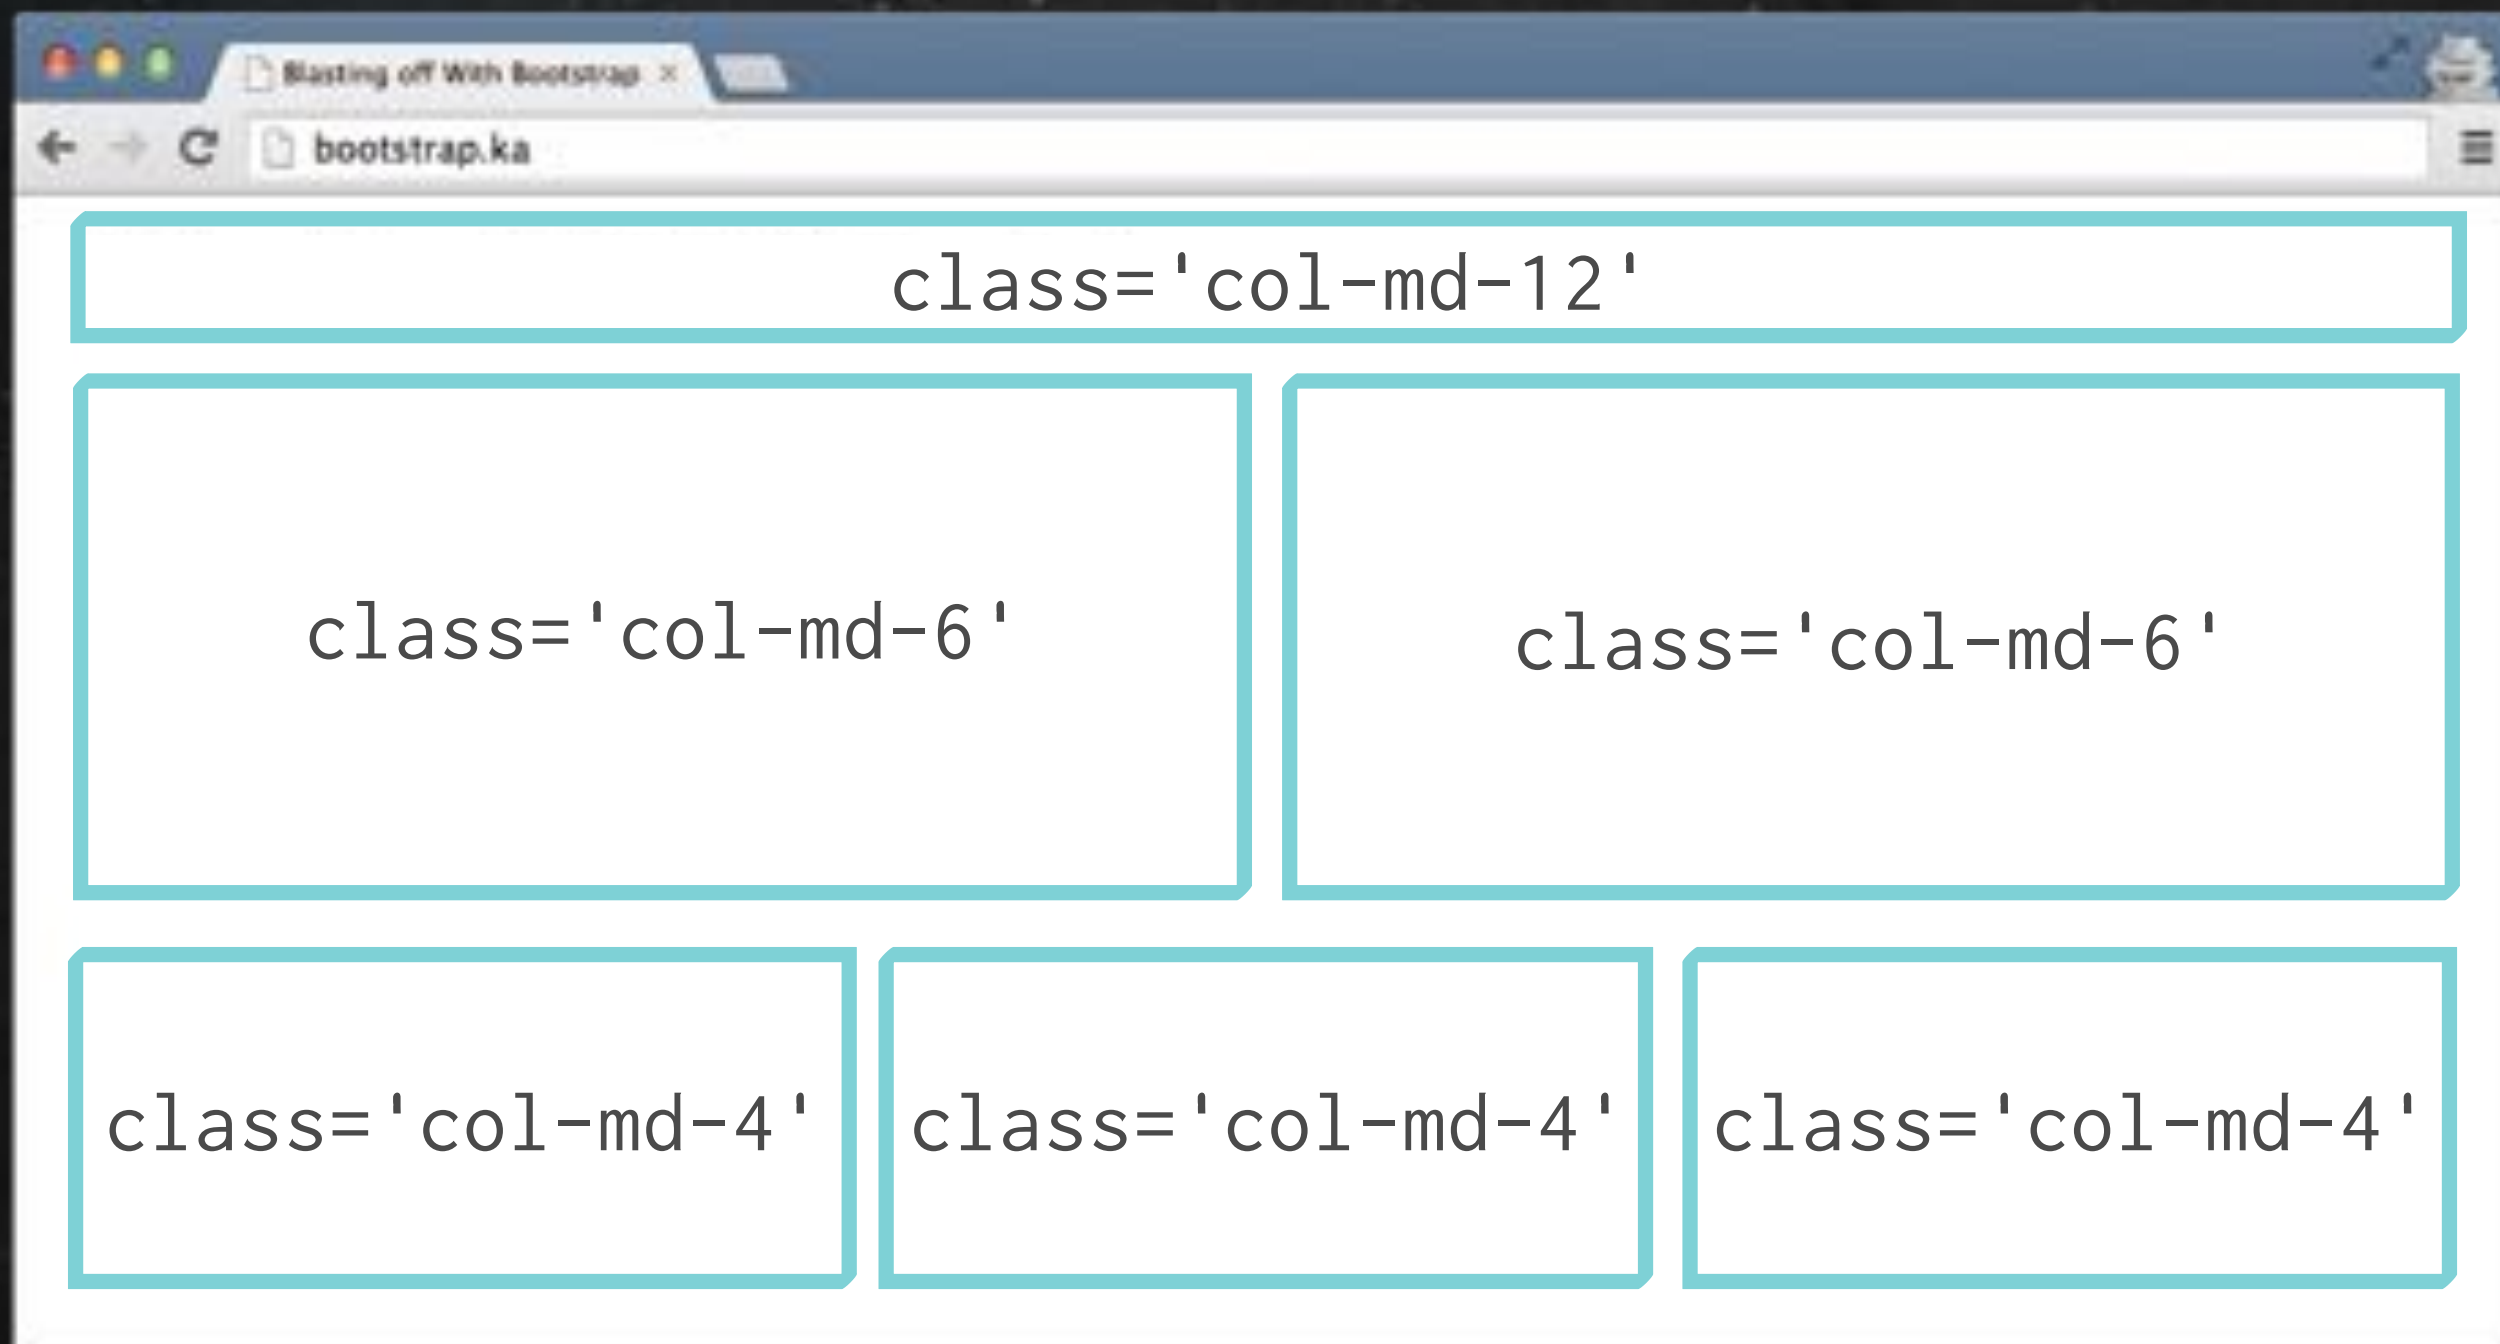 Blasting off With Bootstrap
bootstrap.ka
class='col-md-12'
class='col-md-6'
class='col-md-6'
class='col-md-4'
class='col-md-4'
class='col-md-4'